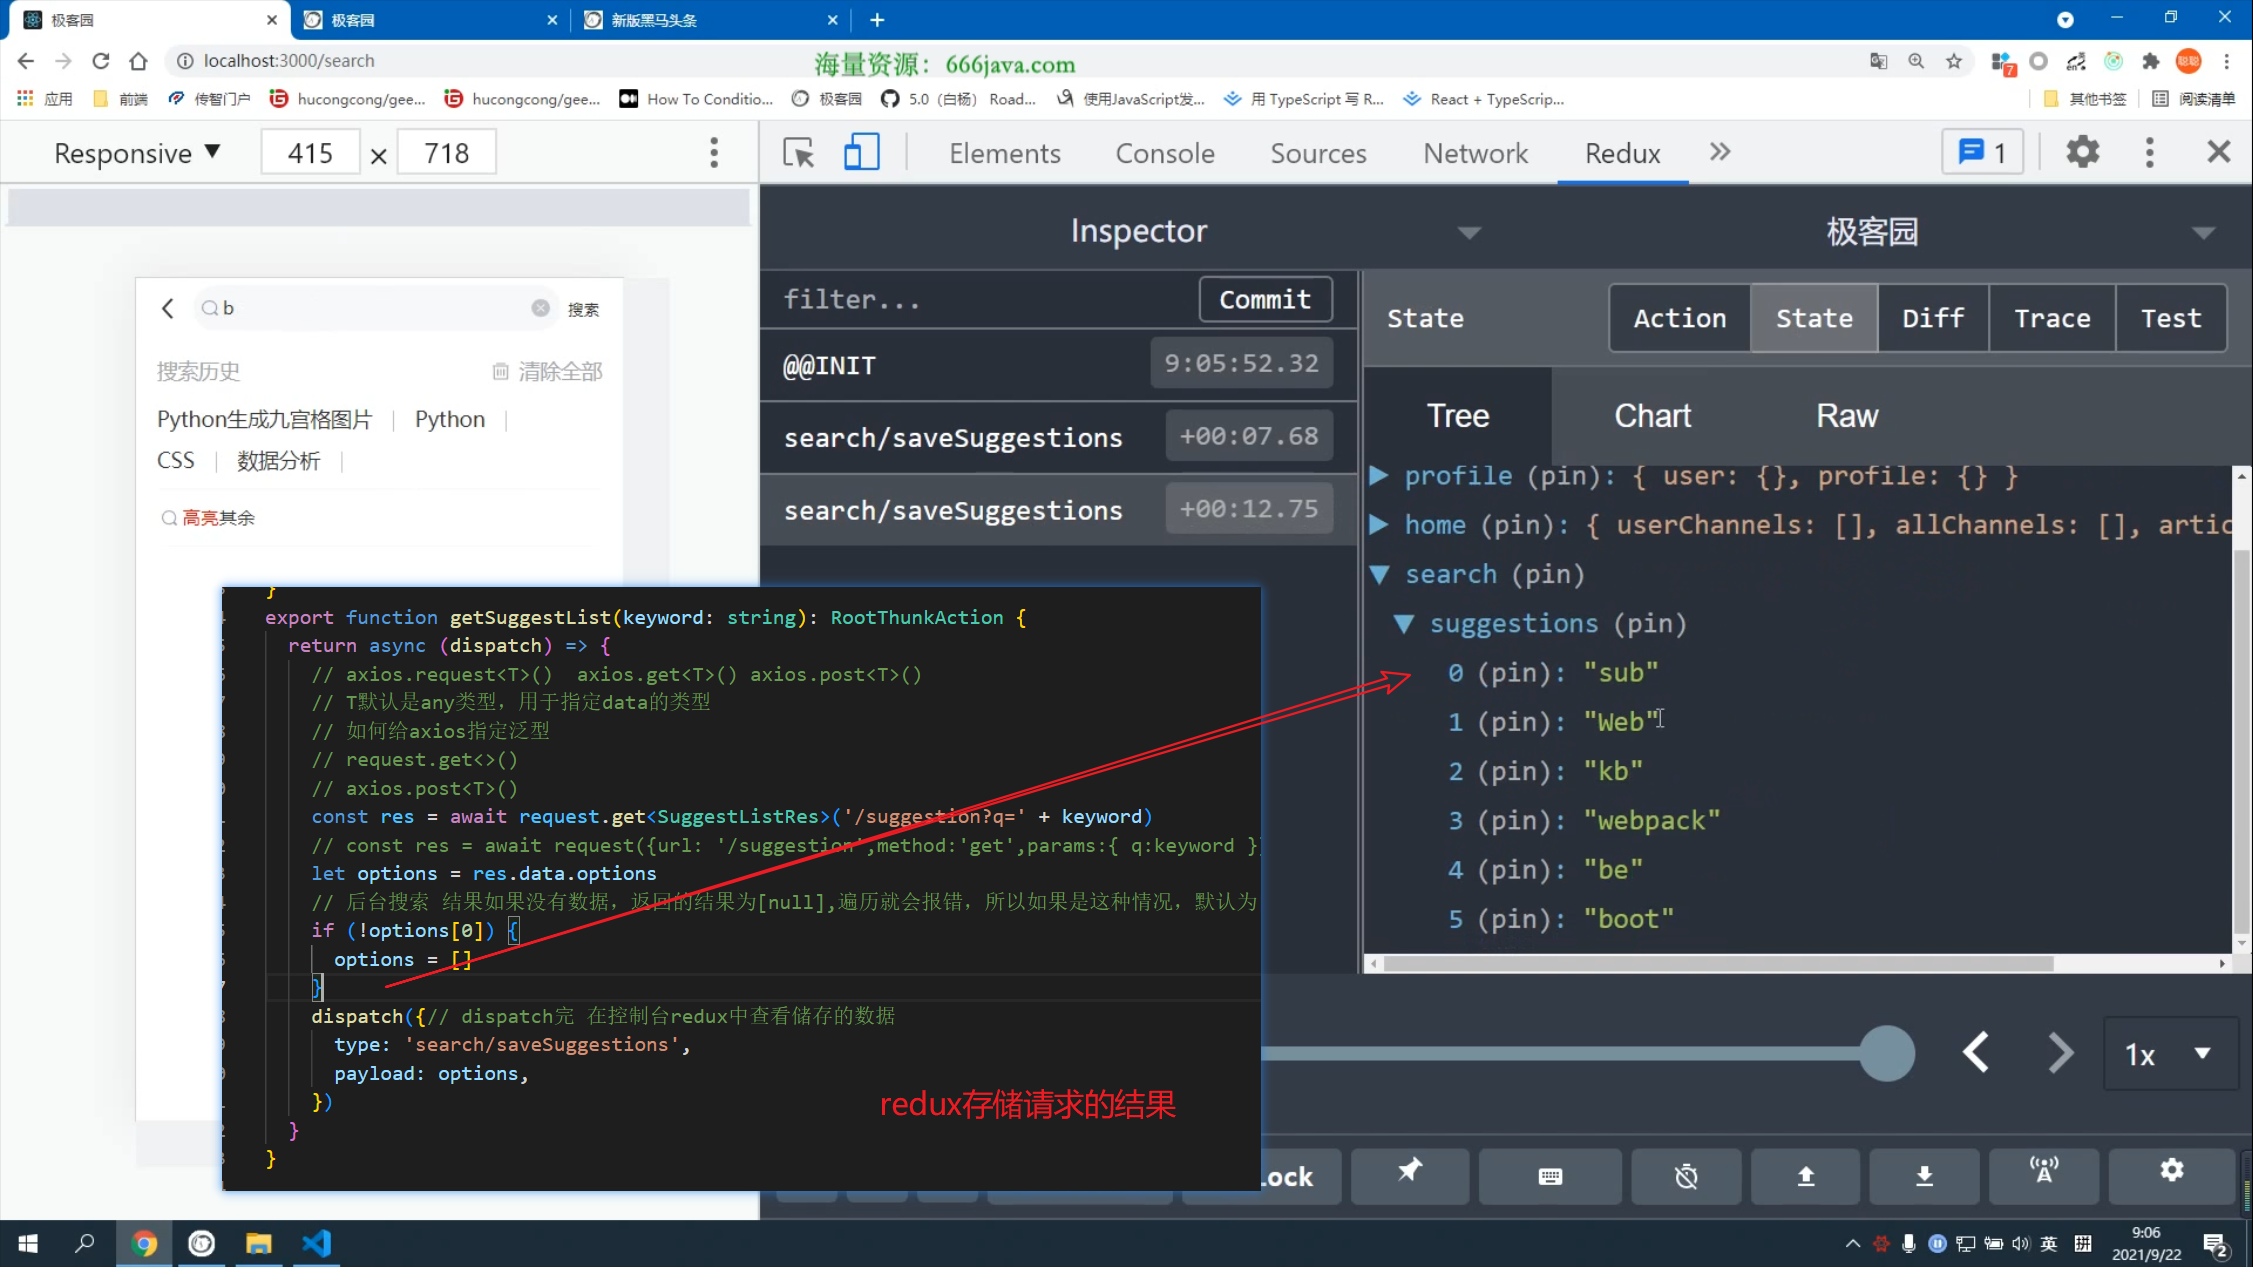 极客园
极客园
新版黑马头条
localhost:3000/search
海量资源：666java.com
应用
前端
传智门户
hucongcong/gee...
hucongcong/gee...
How To Conditio...
极客园
5.0（白杨） Road...
使用JavaScript发...
用 TypeScript 写 R...
React + TypeScrip...
其他书签
阅读清单
Responsive
415 × 718
Elements
Console
Sources
Network
Redux
1
Inspector
极客园
filter...
Commit
@@INIT
9:05:52.32
search/saveSuggestions
+00:07.68
search/saveSuggestions
+00:12.75
State
Action
State
Diff
Trace
Test
Tree
Chart
Raw
profile (pin): { user: {}, profile: {} }
home (pin): { userChannels: [], allChannels: [], artic
search (pin)
suggestions (pin)
0 (pin): "sub"
1 (pin): "Web"
2 (pin): "kb"
3 (pin): "webpack"
4 (pin): "be"
5 (pin): "boot"
b
搜索
搜索历史
清除全部
Python生成九宫格图片
Python
CSS
数据分析
高亮其余
}
export function getSuggestList(keyword: string): RootThunkAction {
return async (dispatch) => {
// axios.request<T>()  axios.get<T>() axios.post<T>()
// T默认是any类型，用于指定data的类型
// 如何给axios指定泛型
// request.get<>()
// axios.post<T>()
const res = await request.get<SuggestListRes>('/suggestion?q=' + keyword)
// const res = await request({url: '/suggestion',method:'get',params:{ q:keyword }}
let options = res.data.options
// 后台搜索 结果如果没有数据，返回的结果为[null],遍历就会报错，所以如果是这种情况，默认为
if (!options[0]) {
options = []
}
dispatch({// dispatch完 在控制台redux中查看储存的数据
type: 'search/saveSuggestions',
payload: options,
})
}
}
redux存储请求的结果
1x
Lock
英
拼
9:06
2021/9/22
2
7